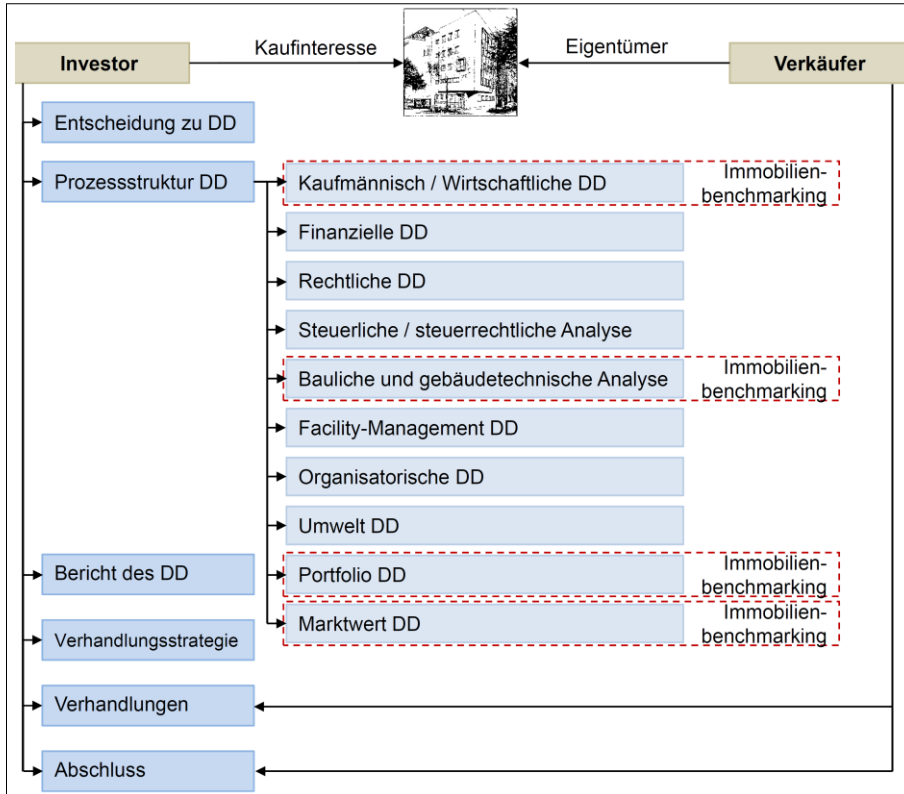 Kaufinteresse
Eigentümer
Investor
Verkäufer
Entscheidung zu DD
Prozessstruktur DD
Kaufmännisch / Wirtschaftliche DD
Immobilien-
benchmarking
Finanzielle DD
Rechtliche DD
Steuerliche / steuerrechtliche Analyse
Bauliche und gebäudetechnische Analyse
Immobilien-
benchmarking
Facility-Management DD
Organisatorische DD
Umwelt DD
Bericht des DD
Portfolio DD
Immobilien-
benchmarking
Marktwert DD
Immobilien-
benchmarking
Verhandlungsstrategie
Verhandlungen
Abschluss